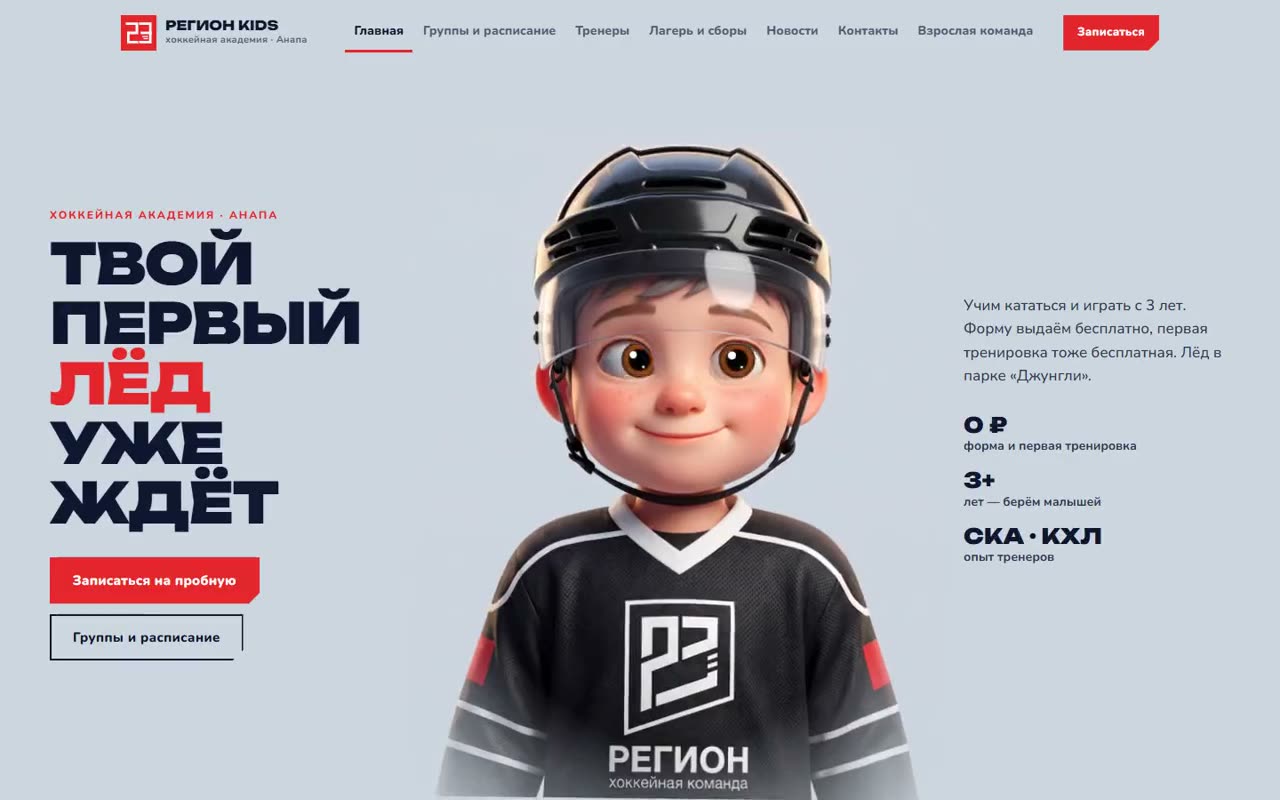 РЕГИОН KIDS
хоккейная академия · Анапа
Главная
Группы и расписание
Тренеры
Лагерь и сборы
Новости
Контакты
Взрослая команда
Записаться
ХОККЕЙНАЯ АКАДЕМИЯ · АНАПА
ТВОЙ
ПЕРВЫЙ
ЛЁД
УЖЕ
ЖДЁТ
Записаться на пробную
Группы и расписание
23
РЕГИОН
хоккейная команда
Учим кататься и играть с 3 лет.
Форму выдаём бесплатно, первая
тренировка тоже бесплатная. Лёд в
парке «Джунгли».
0 ₽
форма и первая тренировка
3+
лет — берём малышей
СКА · КХЛ
опыт тренеров